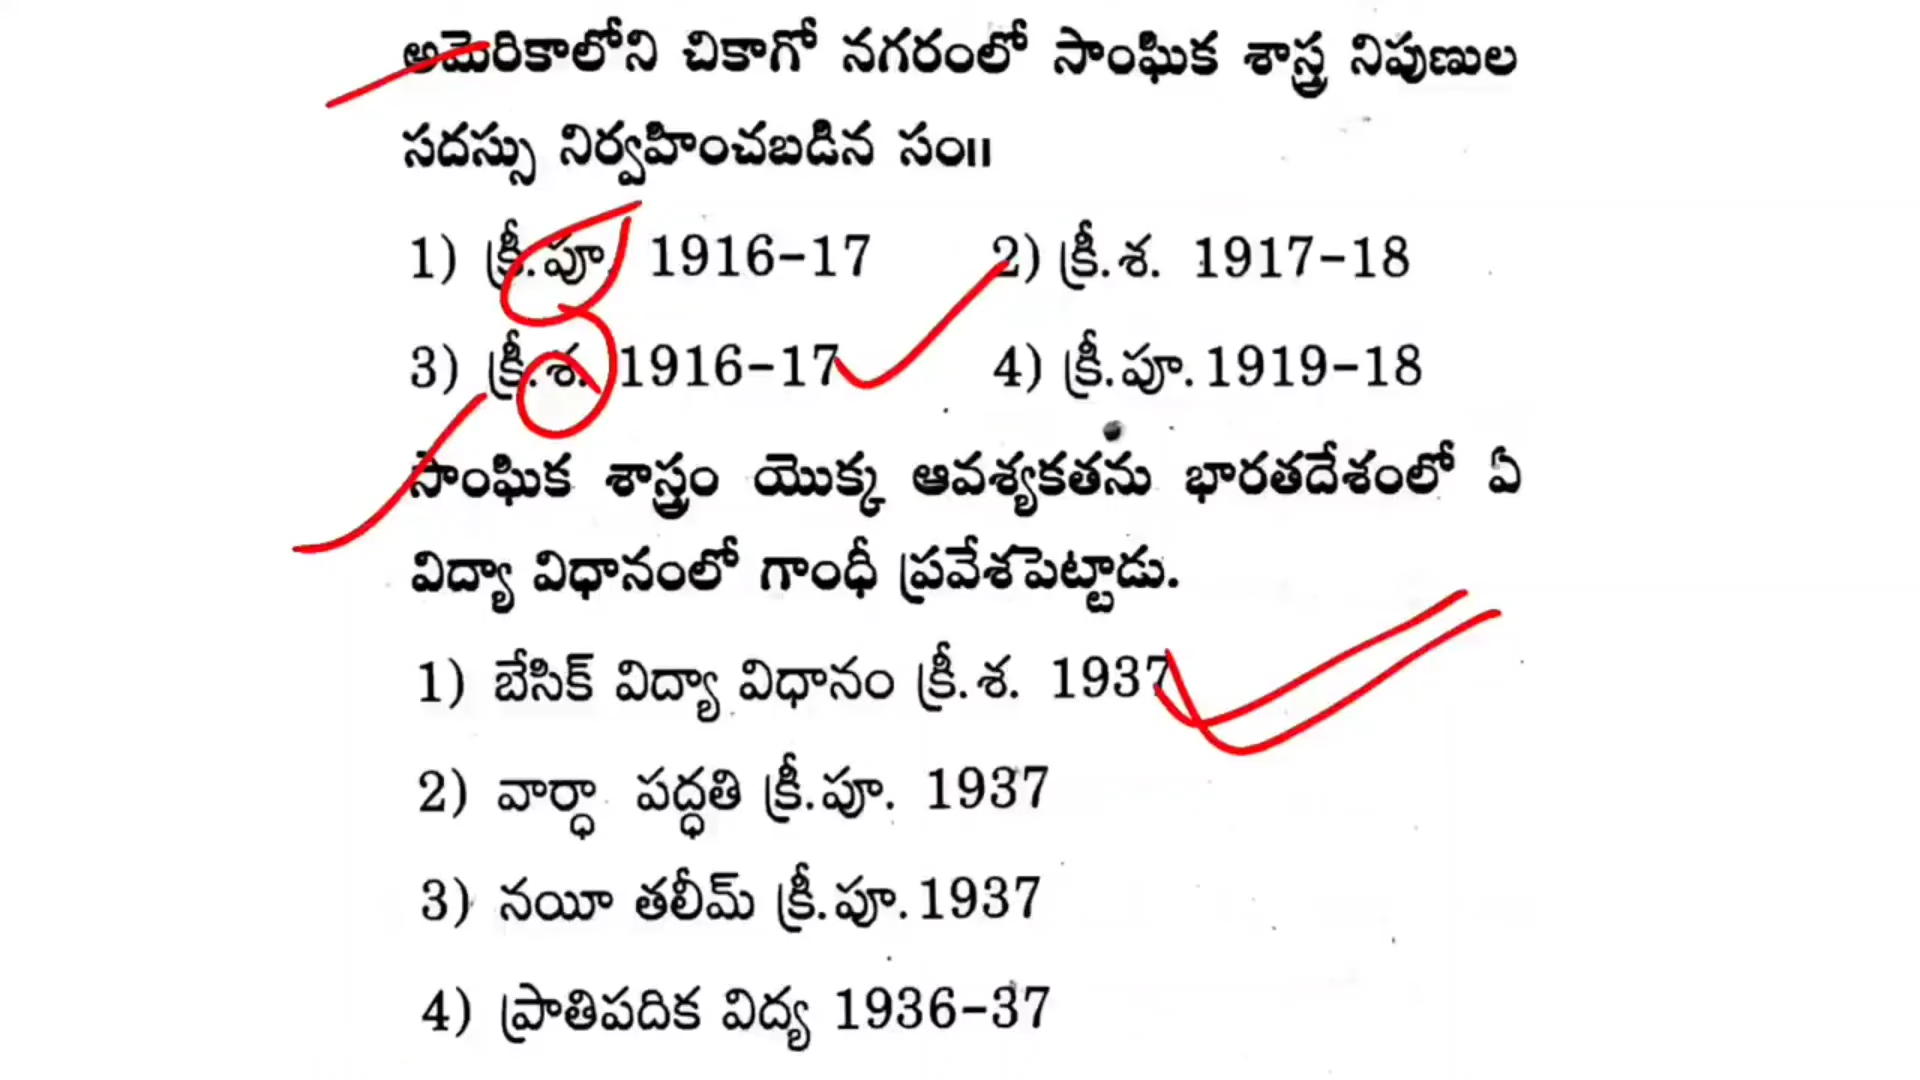 అమెరికాలోని చికాగో నగరంలో సాంఘిక శాస్త్ర నిపుణుల
సదస్సు నిర్వహించబడిన సం॥
1) క్రీ.పూ. 1916-17 2) క్రీ.శ. 1917-18
3) క్రీ.శ. 1916-17 4) క్రీ.పూ. 1919-18
సాంఘిక శాస్త్రం యొక్క ఆవశ్యకతను భారతదేశంలో ఏ
విద్యా విధానంలో గాంధీ ప్రవేశపెట్టాడు.
1) బేసిక్ విద్యా విధానం క్రీ.శ. 1937
2) వార్ధా పద్ధతి క్రీ.పూ. 1937
3) నయీ తలీమ్ క్రీ.పూ. 1937
4) ప్రాతిపదిక విద్య 1936-37